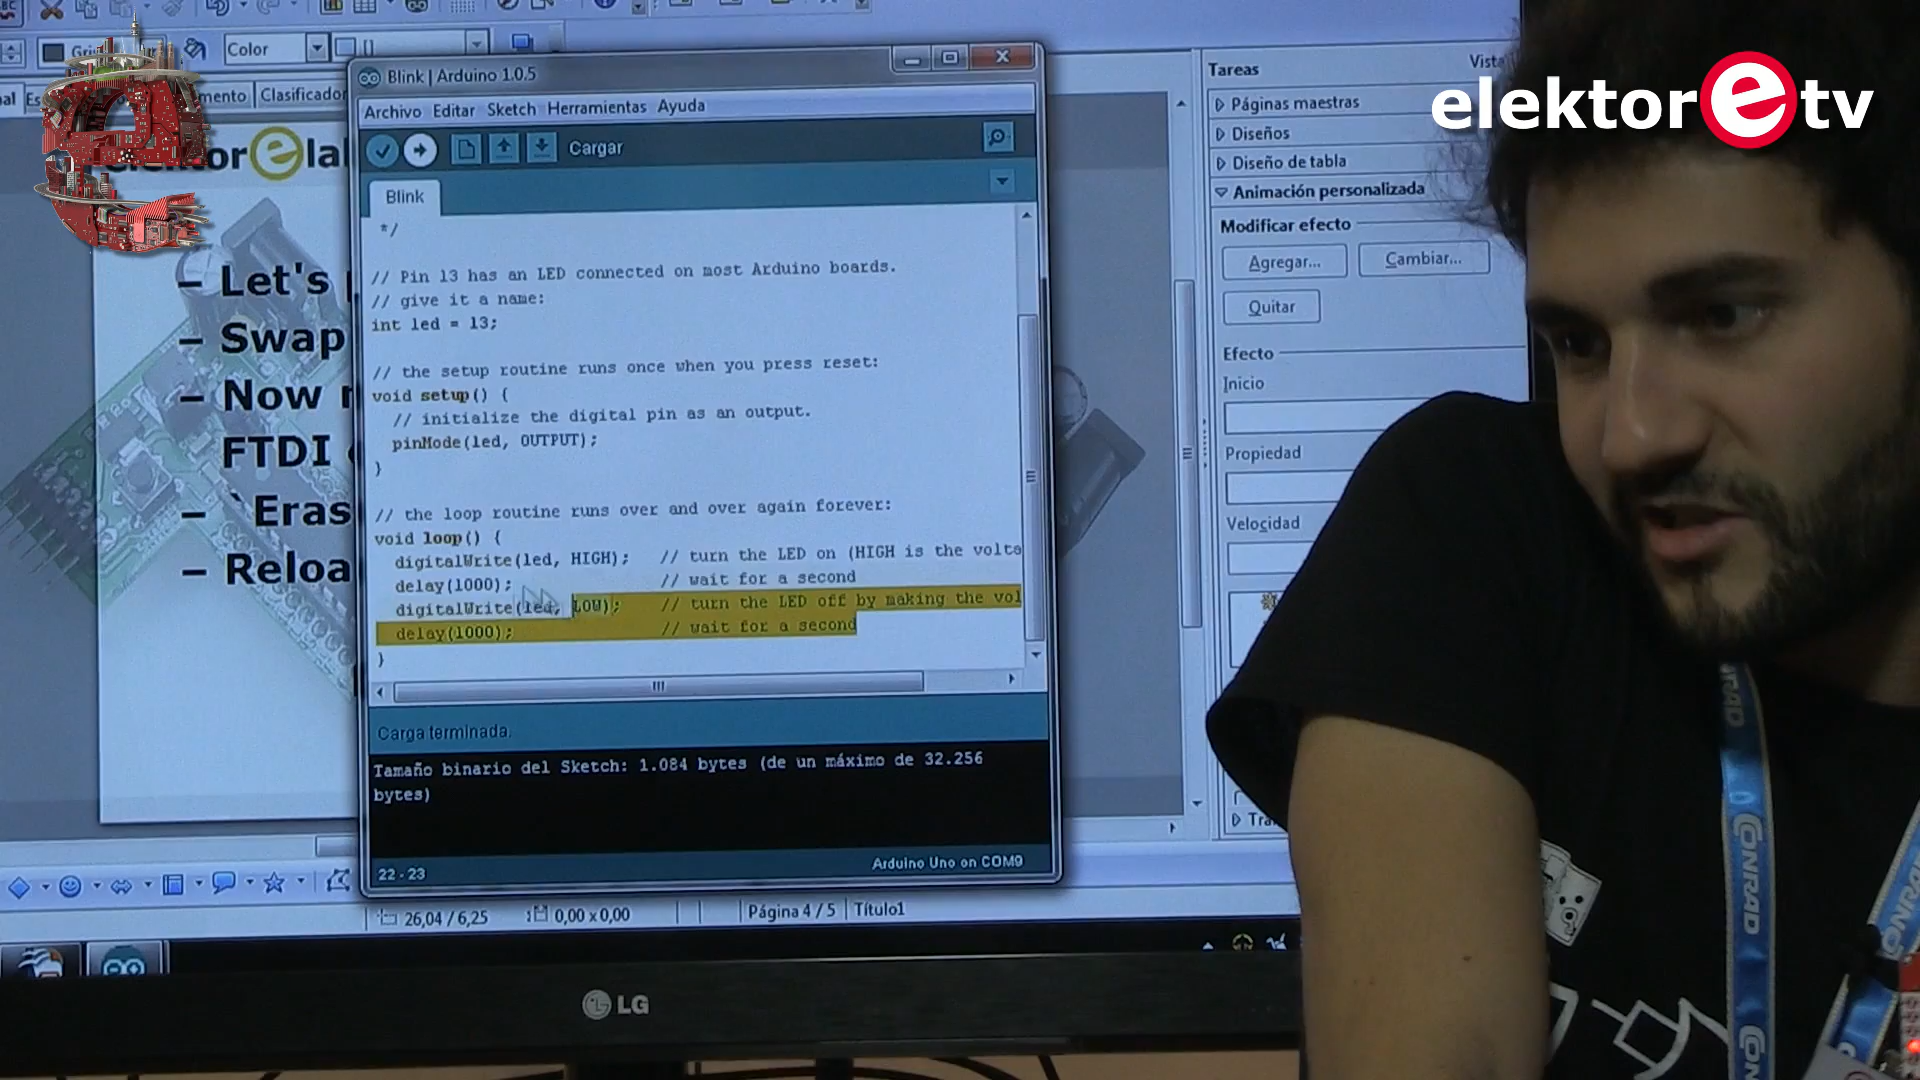 Color
Vista
Clasificador
elektor e tv
Tareas
Páginas maestras
Diseños
Diseño de tabla
Animación personalizada
Modificar efecto
Agregar...
Cambiar...
Quitar
Efecto
Inicio
Propiedad
Velocidad
– Let's
– Swap
– Now
FTDI
– `Eras
– Reloa
Blink | Arduino 1.0.5
Archivo Editar Sketch Herramientas Ayuda
Cargar
Blink
*/
// Pin 13 has an LED connected on most Arduino boards.
// give it a name:
int led = 13;
// the setup routine runs once when you press reset:
void setup() {
// initialize the digital pin as an output.
pinMode(led, OUTPUT);
}
// the loop routine runs over and over again forever:
void loop() {
digitalWrite(led, HIGH);   // turn the LED on (HIGH is the volta
delay(1000);               // wait for a second
digitalWrite(led, LOW);    // turn the LED off by making the vol
delay(1000);               // wait for a second
}
Carga terminada.
Tamaño binario del Sketch: 1.084 bytes (de un máximo de 32.256
bytes)
22 - 23
Arduino Uno on COM9
26,04 / 6,25
0,00 x 0,00
Página 4 / 5
Título1
LG
CONRAD